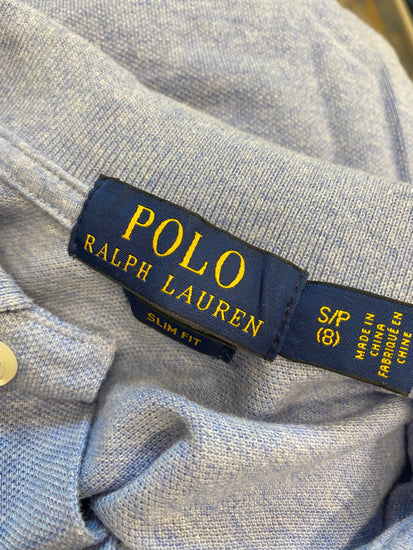 POLO
RALPH LAUREN
SLIM FIT
S/P
(8)
MADE IN
CHINA
FABRIQUÉ EN
CHINE